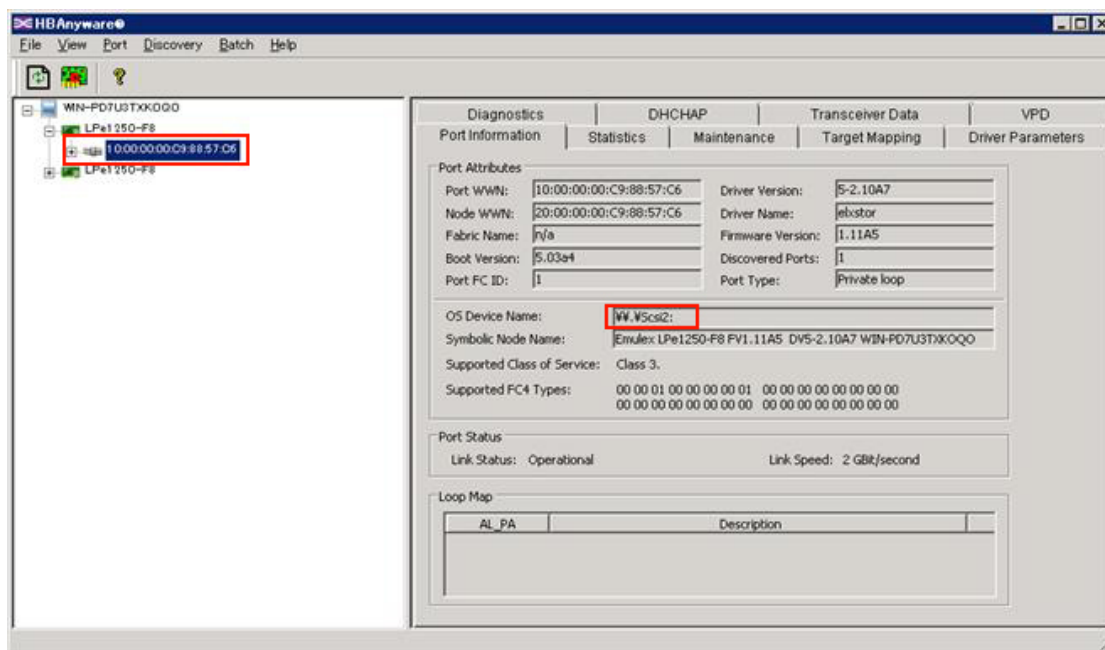 HBAnyware®
File View Port Discovery Batch Help
WIN-PD7U3TXKOQO
LPe1250-F8
10:00:00:00:C9:88:57:C6
LPe1250-F8
Diagnostics DHCHAP Transceiver Data VPD
Port Information Statistics Maintenance Target Mapping Driver Parameters
Port Attributes
Port WWN: 10:00:00:00:C9:88:57:C6 Driver Version: 5-2.10A7
Node WWN: 20:00:00:00:C9:88:57:C6 Driver Name: elxstor
Fabric Name: n/a Firmware Version: 1.11A5
Boot Version: 5.03a4 Discovered Ports: 1
Port FC ID: 1 Port Type: Private loop
OS Device Name: ¥¥.¥Scsi2:
Symbolic Node Name: Emulex LPe1250-F8 FV1.11A5 DV5-2.10A7 WIN-PD7U3TXKOQO
Supported Class of Service: Class 3.
Supported FC4 Types: 00 00 01 00 00 00 00 01 00 00 00 00 00 00 00 00
00 00 00 00 00 00 00 00 00 00 00 00 00 00 00 00
Port Status
Link Status: Operational Link Speed: 2 GBit/second
Loop Map
AL_PA Description